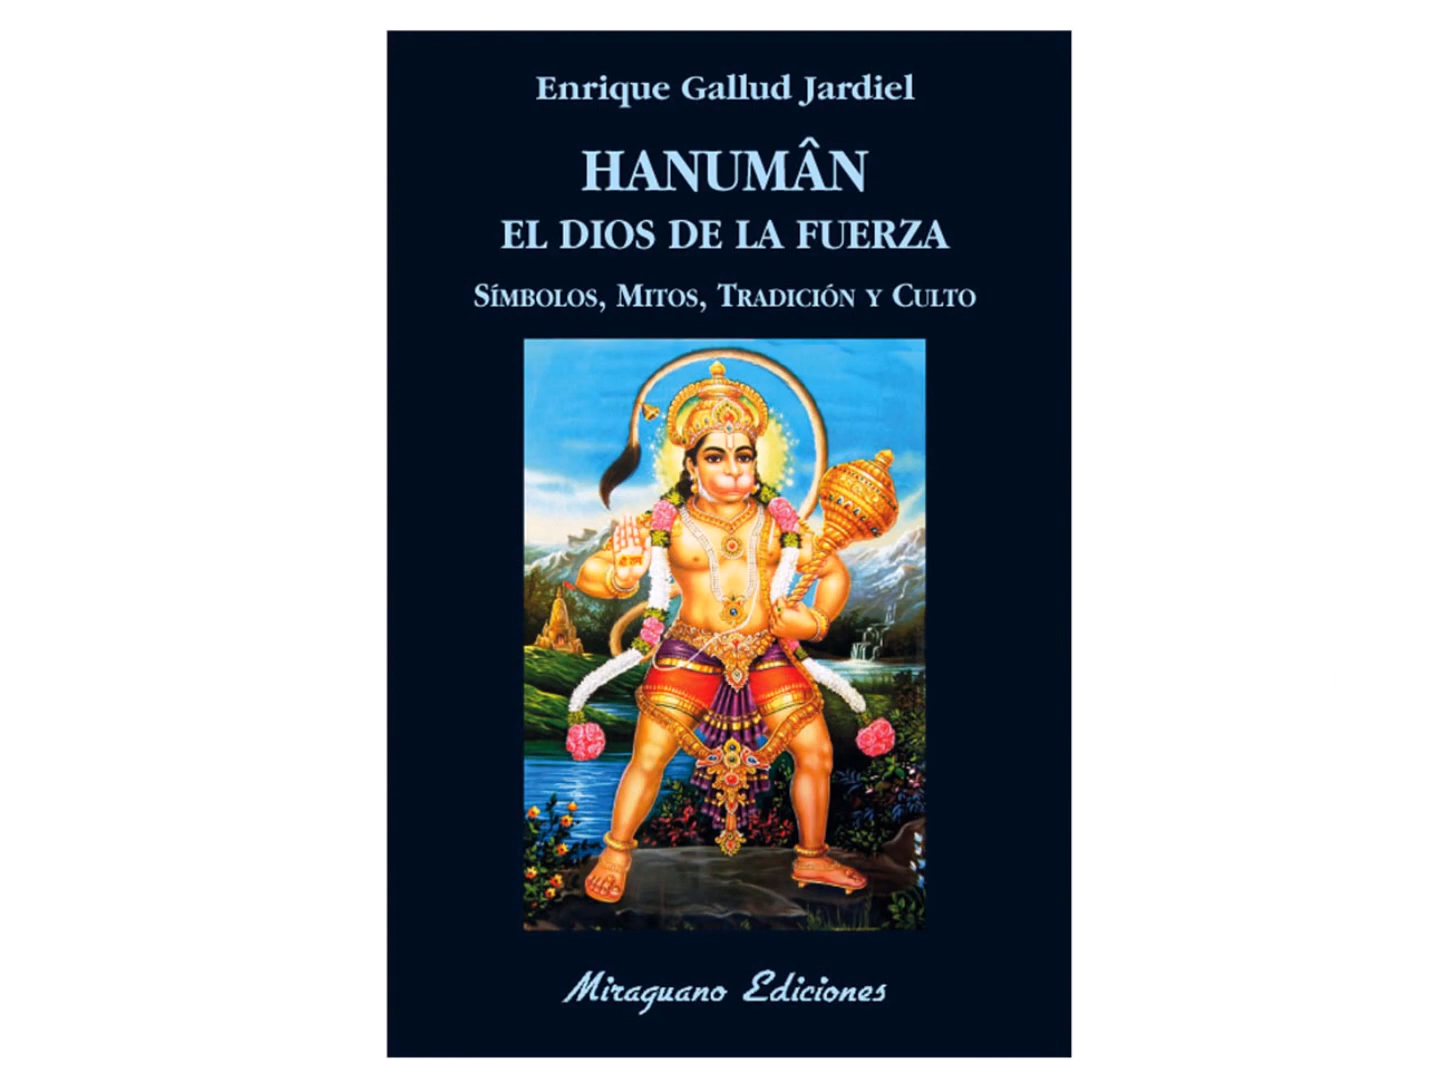 Enrique Gallud Jardiel
HANUMÂN
EL DIOS DE LA FUERZA
SÍMBOLOS, MITOS, TRADICIÓN Y CULTO
श्री राम
Miraguano Ediciones